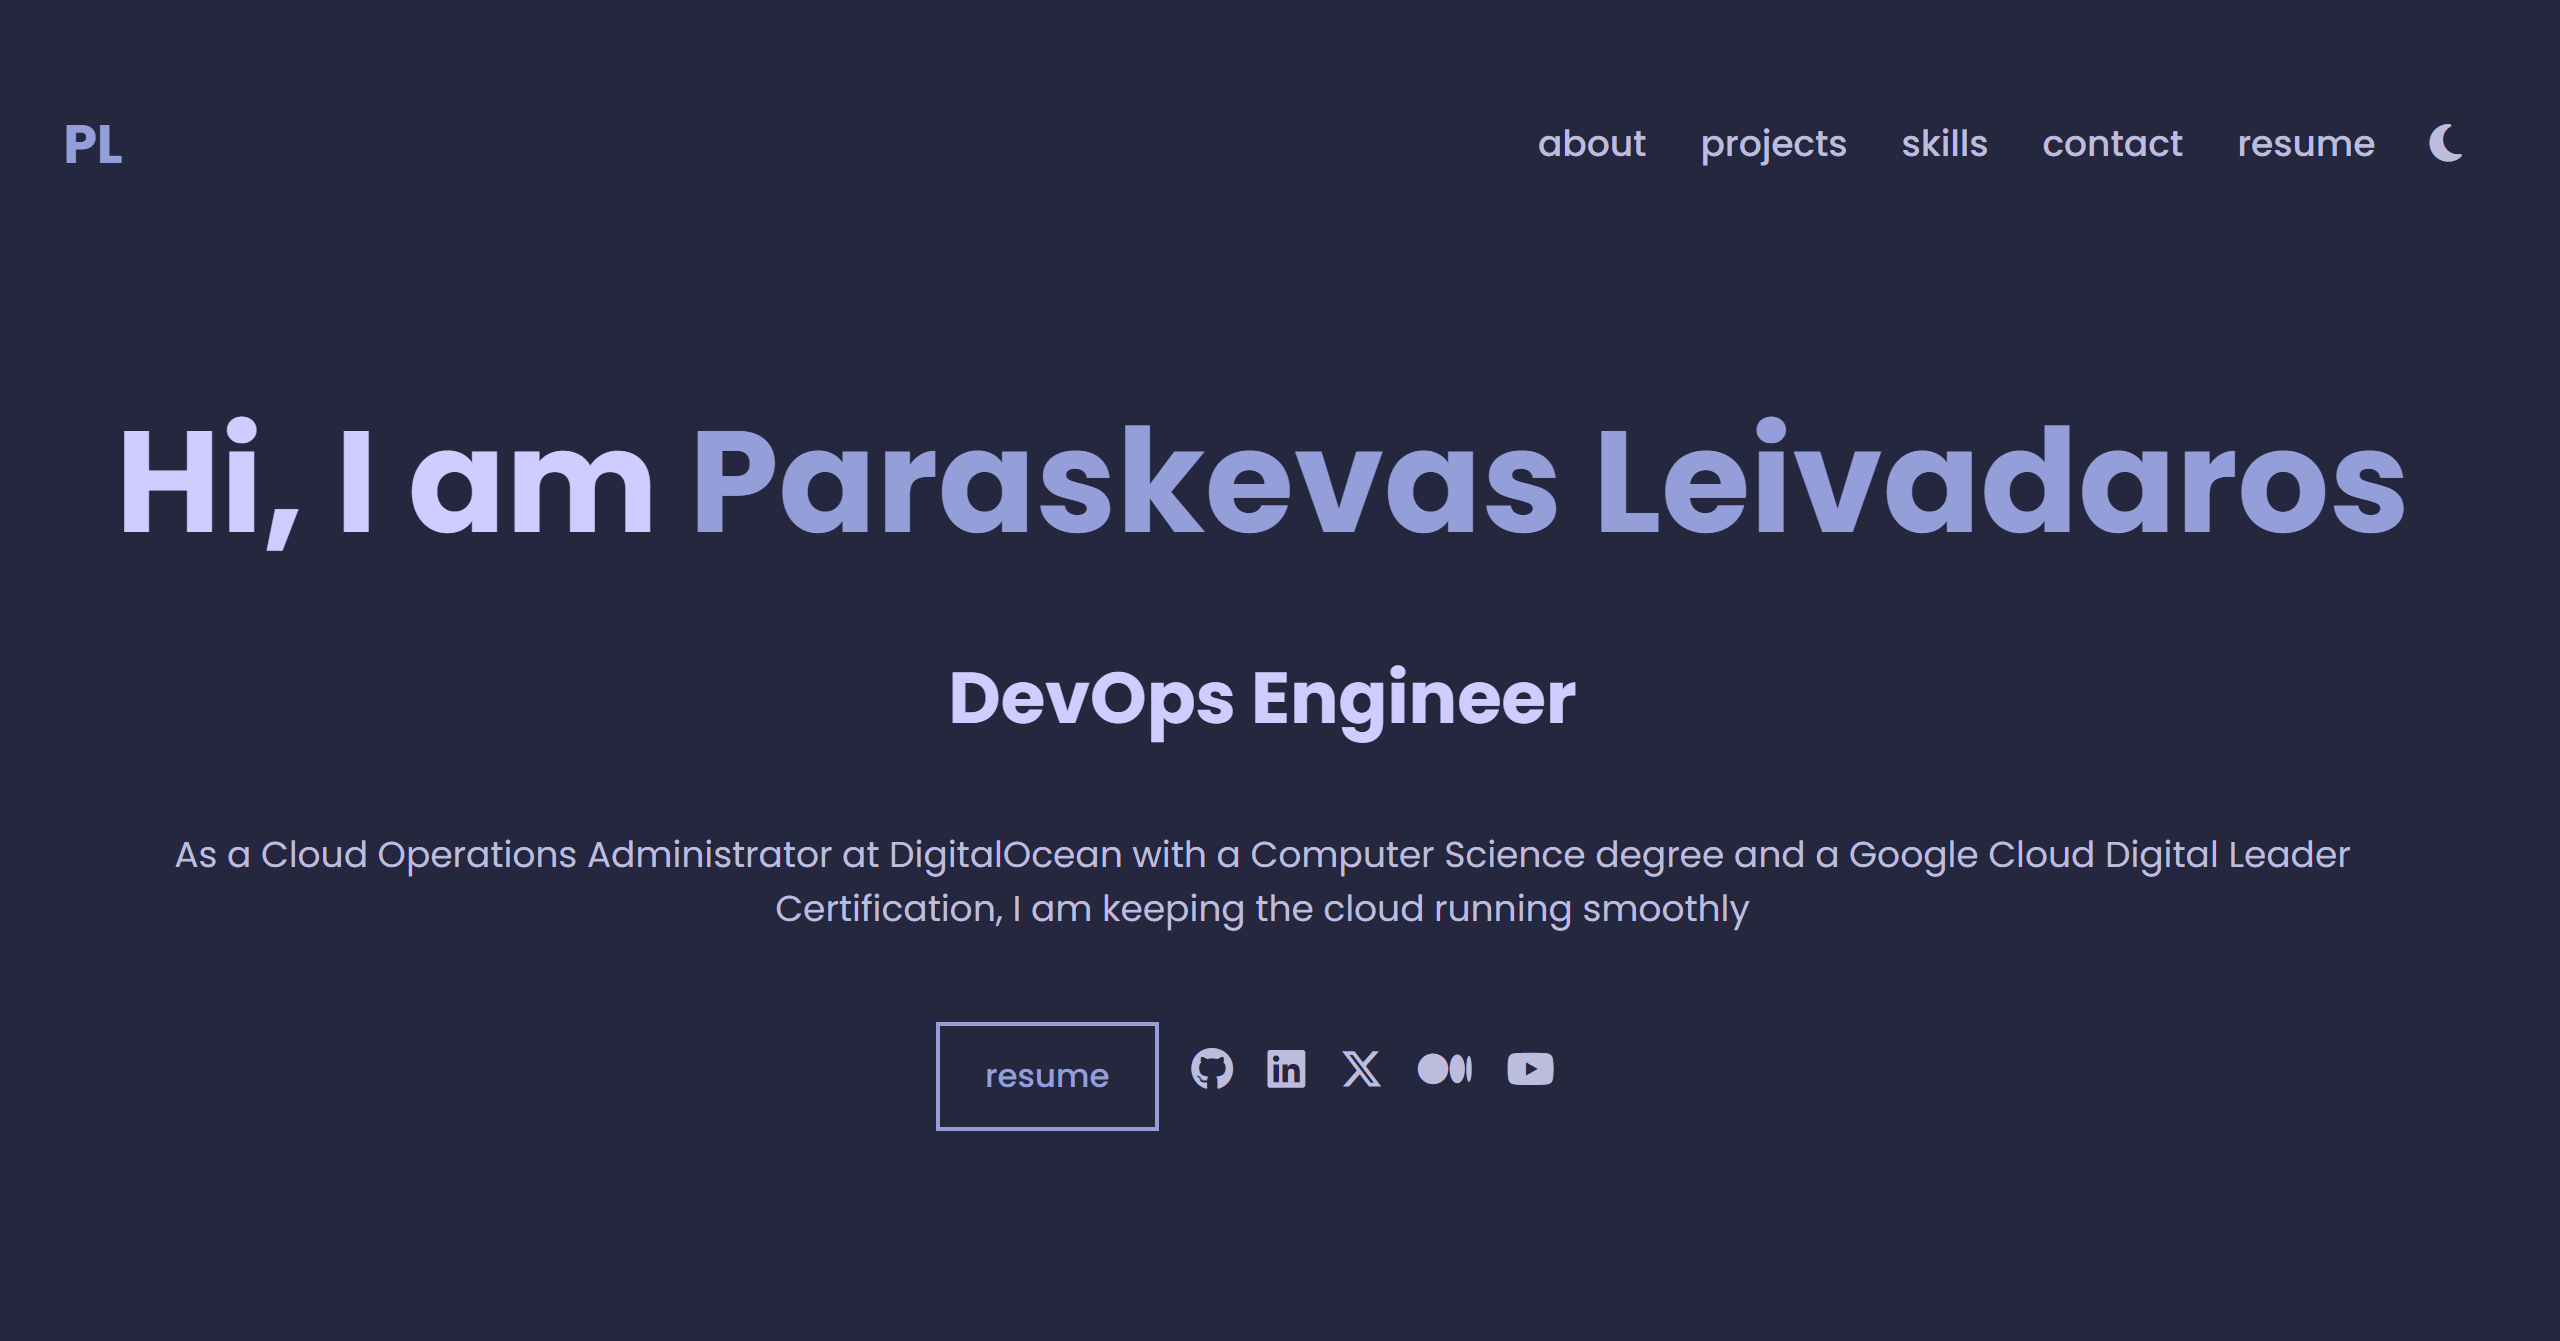 PL
about projects skills contact resume
Hi, I am Paraskevas Leivadaros
DevOps Engineer
As a Cloud Operations Administrator at DigitalOcean with a Computer Science degree and a Google Cloud Digital Leader
Certification, I am keeping the cloud running smoothly
resume